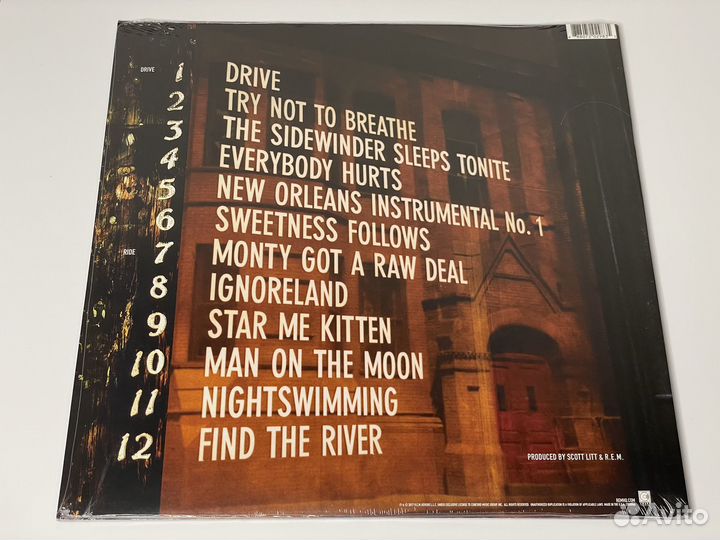 DRIVE
1 DRIVE
2 TRY NOT TO BREATHE
3 THE SIDEWINDER SLEEPS TONITE
4 EVERYBODY HURTS
5 NEW ORLEANS INSTRUMENTAL No. 1
6 SWEETNESS FOLLOWS
RIDE
7 MONTY GOT A RAW DEAL
8 IGNORELAND
9 STAR ME KITTEN
10 MAN ON THE MOON
11 NIGHTSWIMMING
12 FIND THE RIVER
PRODUCED BY SCOTT LITT & R.E.M.
REMHQ.COM
Avito